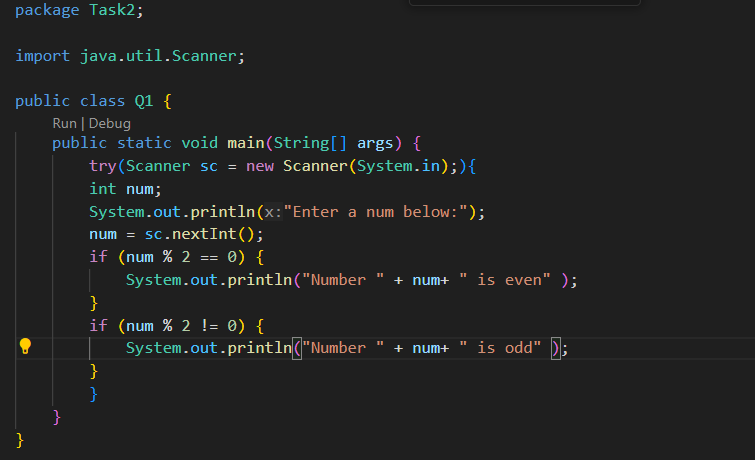 package Task2;
import java.util.Scanner;
public class Q1 {
Run | Debug
public static void main(String[] args) {
try(Scanner sc = new Scanner(System.in);){
int num;
System.out.println(x:"Enter a num below:");
num = sc.nextInt();
if (num % 2 == 0) {
System.out.println("Number " + num+ " is even" );
}
if (num % 2 != 0) {
System.out.println("Number " + num+ " is odd" );
}
}
}
}